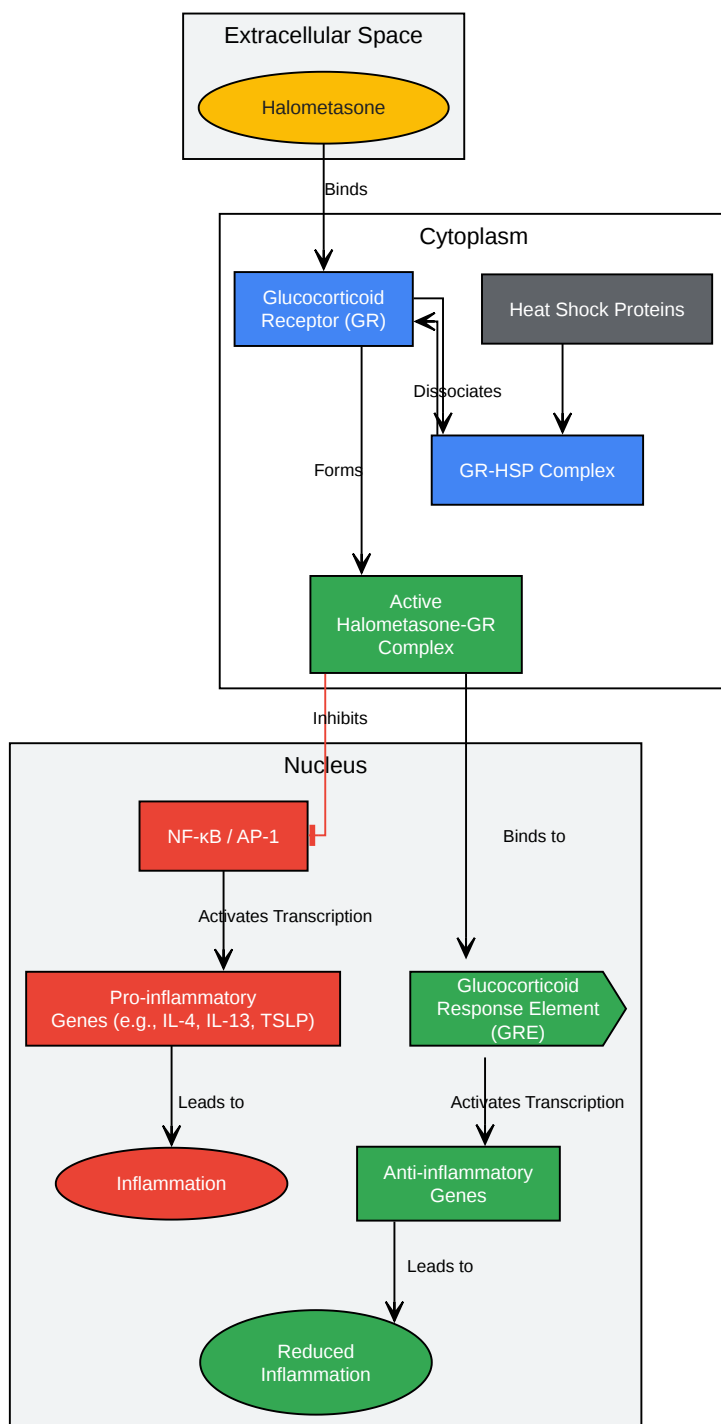 Extracellular Space
Halometasone
Binds
Cytoplasm
Glucocorticoid
Receptor (GR)
Heat Shock Proteins
Dissociates
GR-HSP Complex
Forms
Active
Halometasone-GR
Complex
Inhibits
Nucleus
NF-κB / AP-1
Binds to
Activates Transcription
Pro-inflammatory
Genes (e.g., IL-4, IL-13, TSLP)
Glucocorticoid
Response Element
(GRE)
Leads to
Activates Transcription
Inflammation
Anti-inflammatory
Genes
Leads to
Reduced
Inflammation